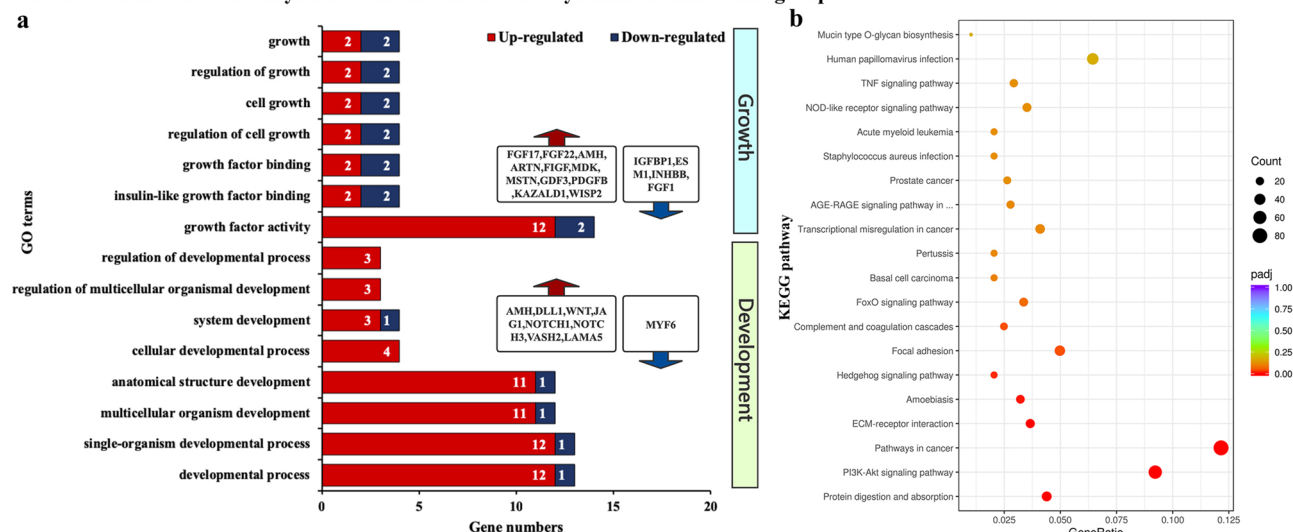 a
Up-regulated
Down-regulated
GO terms
growth 2 2
regulation of growth 2 2
cell growth 2 2
regulation of cell growth 2 2
growth factor binding 2 2
insulin-like growth factor binding 2 2
growth factor activity 12 2
regulation of developmental process 3
regulation of multicellular organismal development 3
system development 3 1
cellular developmental process 4
anatomical structure development 11 1
multicellular organism development 11 1
single-organism developmental process 12 1
developmental process 12 1
0 5 10 15 20
Gene numbers
FGF17,FGF22,AMH,
ARTN,FIGF,MDK,
MSTN,GDF3,PDGFB
,KAZALD1,WISP2
IGFBP1,ES
M1,INHBB,
FGF1
Growth
AMH,DLL1,WNT,JA
G1,NOTCH1,NOTC
H3,VASH2,LAMA5
MYF6
Development
b
KEGG pathway
Mucin type O-glycan biosynthesis
Human papillomavirus infection
TNF signaling pathway
NOD-like receptor signaling pathway
Acute myeloid leukemia
Staphylococcus aureus infection
Prostate cancer
AGE-RAGE signaling pathway in ...
Transcriptional misregulation in cancer
Pertussis
Basal cell carcinoma
FoxO signaling pathway
Complement and coagulation cascades
Focal adhesion
Hedgehog signaling pathway
Amoebiasis
ECM-receptor interaction
Pathways in cancer
PI3K-Akt signaling pathway
Protein digestion and absorption
0.025 0.050 0.075 0.100 0.125
Count
20
40
60
80
padj
1.00
0.75
0.50
0.25
0.00